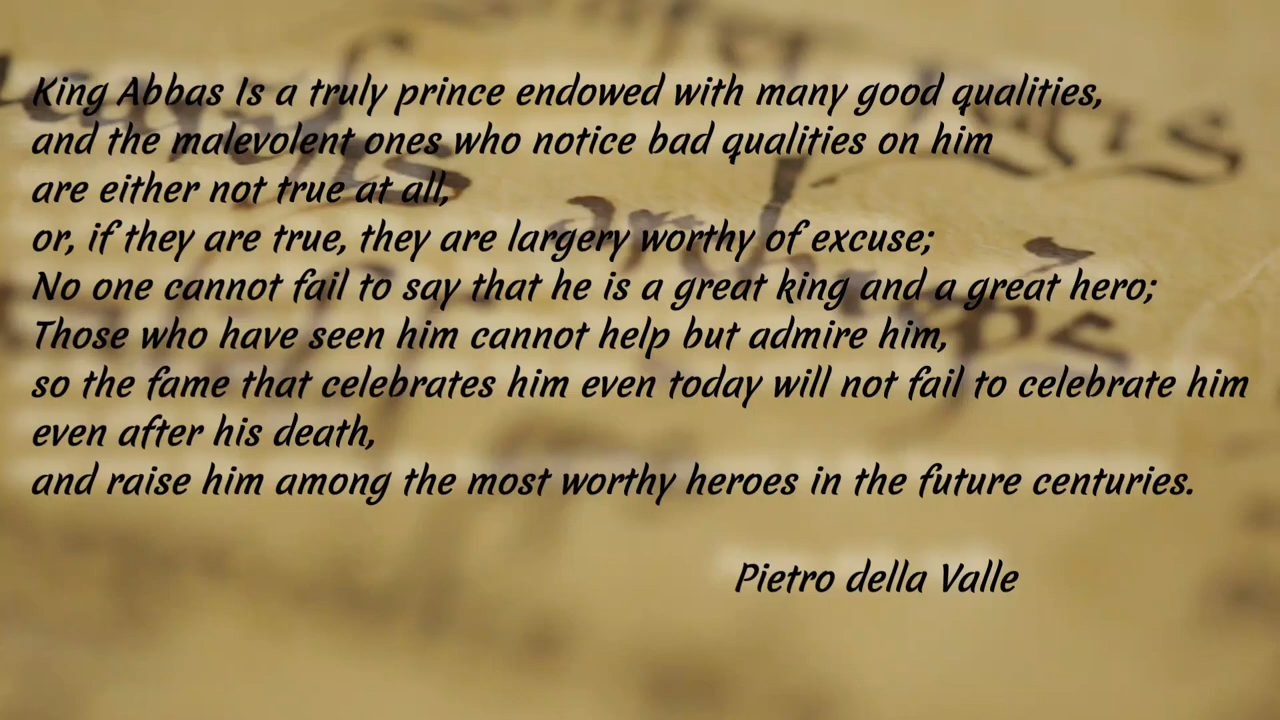 King Abbas Is a truly prince endowed with many good qualities,
and the malevolent ones who notice bad qualities on him
are either not true at all,
or, if they are true, they are largery worthy of excuse;
No one cannot fail to say that he is a great king and a great hero;
Those who have seen him cannot help but admire him,
so the fame that celebrates him even today will not fail to celebrate him
even after his death,
and raise him among the most worthy heroes in the future centuries.
Pietro della Valle